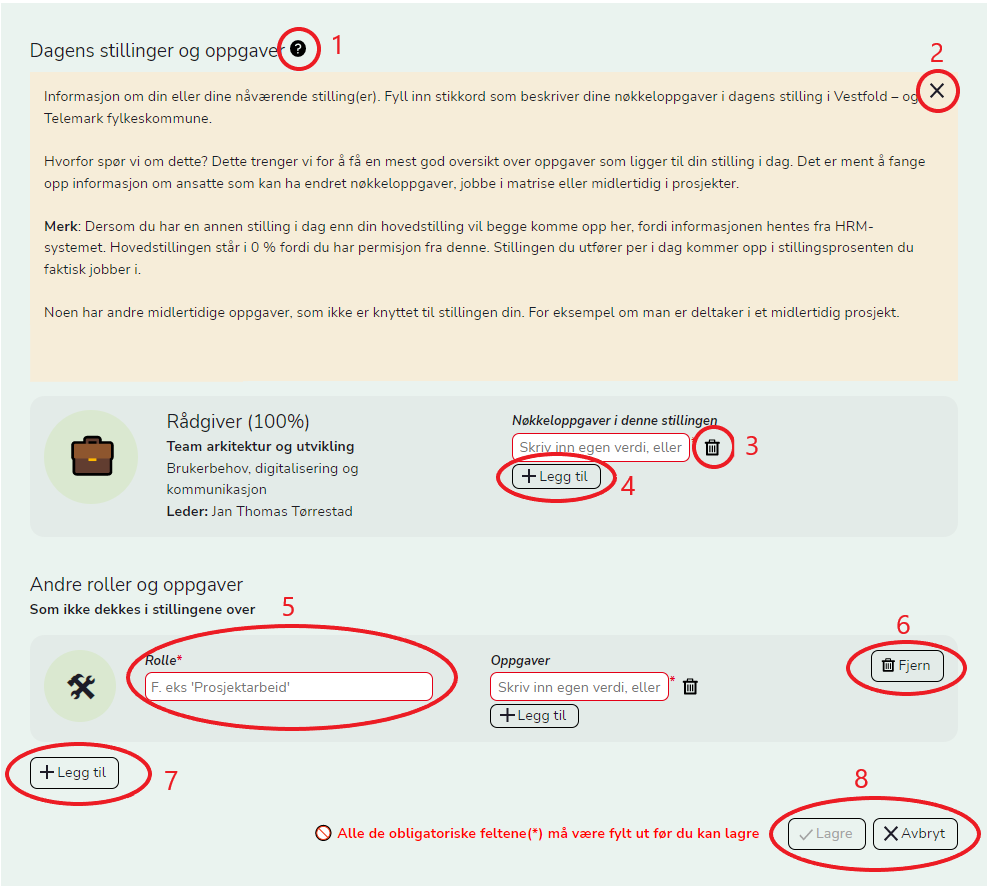 Dagens stillinger og oppgaver ? 1
2
Informasjon om din eller dine nåværende stilling(er). Fyll inn stikkord som beskriver dine nøkkeloppgaver i dagens stilling i Vestfold – og
Telemark fylkeskommune.
Hvorfor spør vi om dette? Dette trenger vi for å få en mest god oversikt over oppgaver som ligger til din stilling i dag. Det er ment å fange
opp informasjon om ansatte som kan ha endret nøkkeloppgaver, jobbe i matrise eller midlertidig i prosjekter.
Merk: Dersom du har en annen stilling i dag enn din hovedstilling vil begge komme opp her, fordi informasjonen hentes fra HRM-
systemet. Hovedstillingen står i 0 % fordi du har permisjon fra denne. Stillingen du utfører per i dag kommer opp i stillingsprosenten du
faktisk jobber i.
Noen har andre midlertidige oppgaver, som ikke er knyttet til stillingen din. For eksempel om man er deltaker i et midlertidig prosjekt.
Rådgiver (100%)
Team arkitektur og utvikling
Brukerbehov, digitalisering og
kommunikasjon
Leder: Jan Thomas Tørrestad
Nøkkeloppgaver i denne stillingen
Skriv inn egen verdi, eller * 3
+ Legg til 4
Andre roller og oppgaver
Som ikke dekkes i stillingene over
5
6
Rolle*
F. eks 'Prosjektarbeid'
Oppgaver
Skriv inn egen verdi, eller *
+ Legg til
Fjern
+ Legg til 7
8
Alle de obligatoriske feltene(*) må være fylt ut før du kan lagre
Lagre
Avbryt